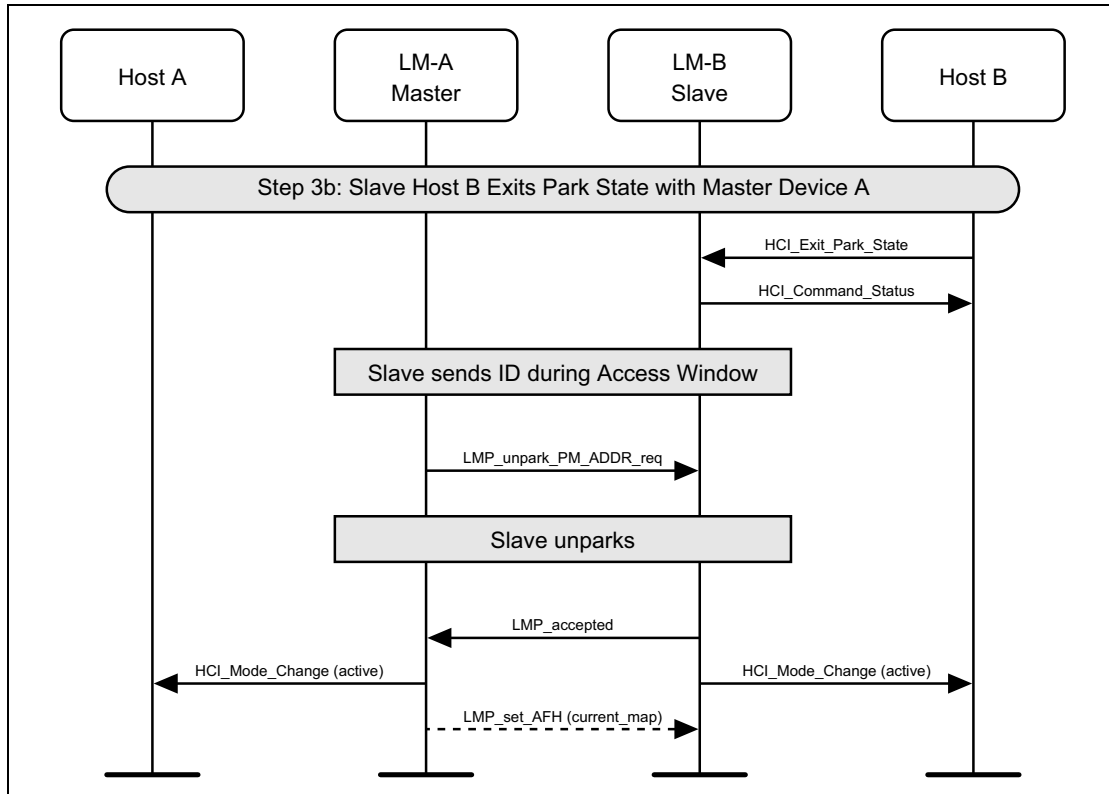 Host A
LM-A
Master
LM-B
Slave
Host B
Step 3b: Slave Host B Exits Park State with Master Device A
HCI_Exit_Park_State
HCI_Command_Status
Slave sends ID during Access Window
LMP_unpark_PM_ADDR_req
Slave unparks
LMP_accepted
HCI_Mode_Change (active)
HCI_Mode_Change (active)
LMP_set_AFH (current_map)